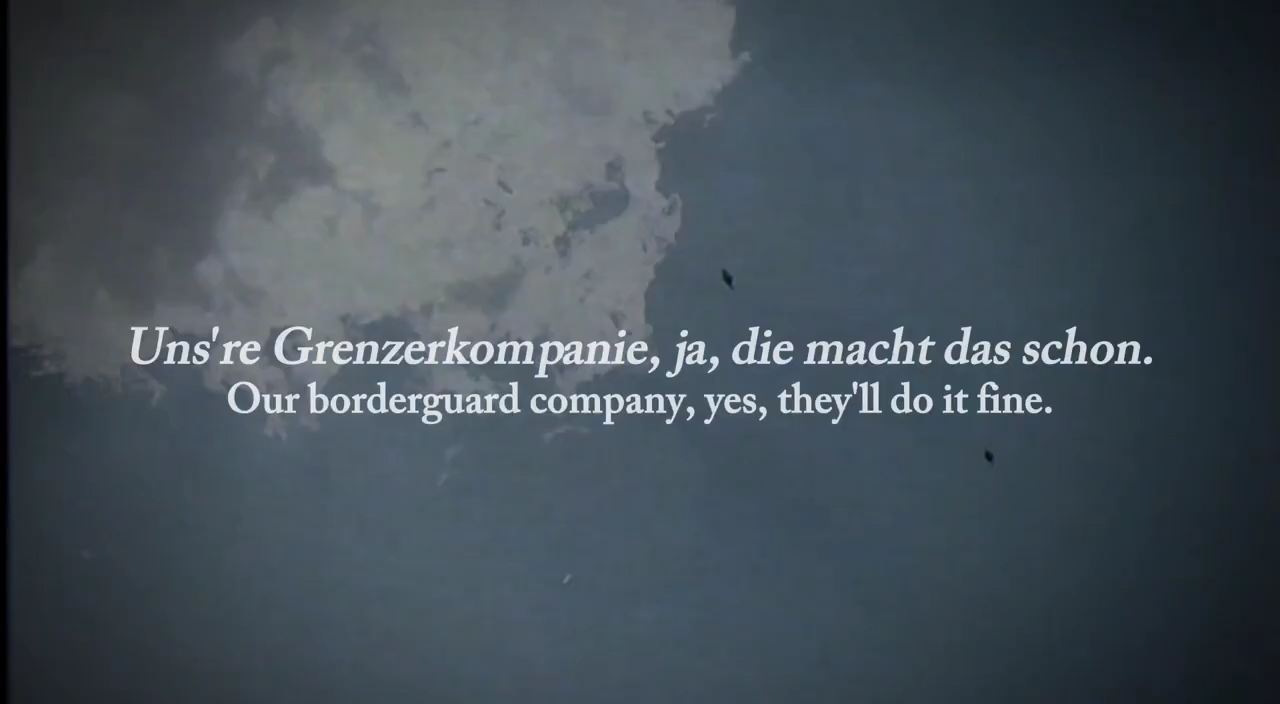 Uns're Grenzerkompanie, ja, die macht das schon.
Our borderguard company, yes, they'll do it fine.